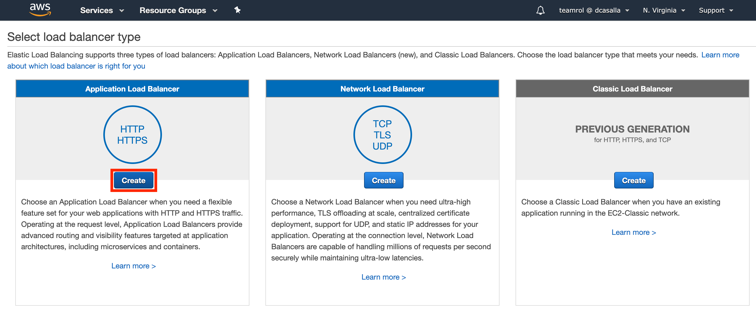 aws Services Resource Groups teamrol @ dcasalla N. Virginia Support
Select load balancer type
Elastic Load Balancing supports three types of load balancers: Application Load Balancers, Network Load Balancers (new), and Classic Load Balancers. Choose the load balancer type that meets your needs. Learn more
about which load balancer is right for you
Application Load Balancer
HTTP
HTTPS
Create
Choose an Application Load Balancer when you need a flexible
feature set for your web applications with HTTP and HTTPS traffic.
Operating at the request level, Application Load Balancers provide
advanced routing and visibility features targeted at application
architectures, including microservices and containers.
Learn more >
Network Load Balancer
TCP
TLS
UDP
Create
Choose a Network Load Balancer when you need ultra-high
performance, TLS offloading at scale, centralized certificate
deployment, support for UDP, and static IP addresses for your
application. Operating at the connection level, Network Load
Balancers are capable of handling millions of requests per second
securely while maintaining ultra-low latencies.
Learn more >
Classic Load Balancer
PREVIOUS GENERATION
for HTTP, HTTPS, and TCP
Create
Choose a Classic Load Balancer when you have an existing
application running in the EC2-Classic network.
Learn more >